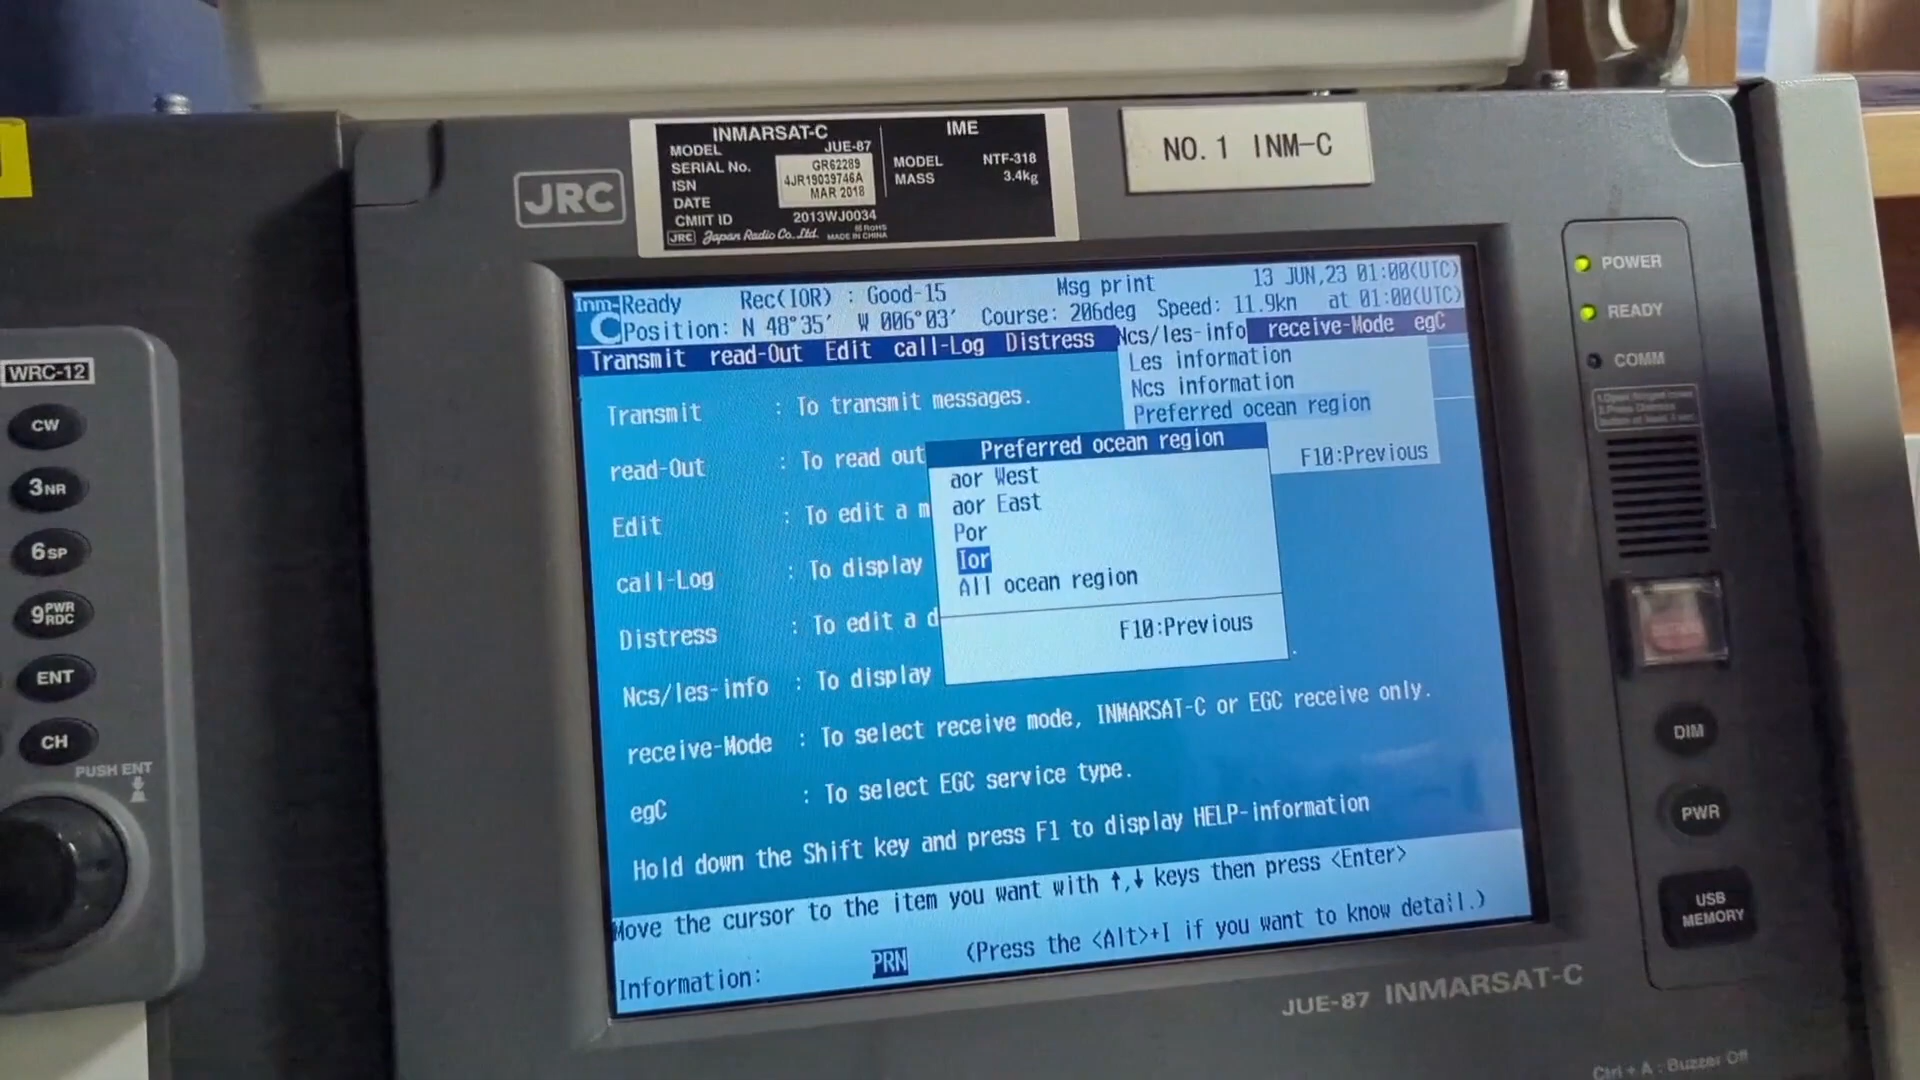 INMARSAT-C
MODEL JUE-87
SERIAL No. GR62289
ISN 4JR19039746A
DATE MAR 2018
CMIIT ID 2013WJ0034
JRC Japan Radio Co., Ltd. MADE IN CHINA
IME
MODEL NTF-318
MASS 3.4kg
NO.1 INM-C
JRC
Inm-C Ready Rec(IOR) : Good-15 Msg print 13 JUN,23 01:00(UTC)
Position: N 48°35′ W 006°03′ Course: 206deg Speed: 11.9kn at 01:00(UTC)
Transmit read-Out Edit call-Log Distress Ncs/les-info receive-Mode egC
Les information
Ncs information
Preferred ocean region
F10:Previous
Preferred ocean region
aor West
aor East
Por
Ior
All ocean region
F10:Previous
Transmit : To transmit messages.
read-Out : To read out
Edit : To edit a m
call-Log : To display
Distress : To edit a d
Ncs/les-info : To display
receive-Mode : To select receive mode, INMARSAT-C or EGC receive only.
egC : To select EGC service type.
Hold down the Shift key and press F1 to display HELP-information
Move the cursor to the item you want with ↑,↓ keys then press <Enter>
Information: PRN (Press the <Alt>+I if you want to know detail.)
POWER
READY
COMM
DIM
PWR
USB MEMORY
JUE-87 INMARSAT-C
Ctrl + A : Buzzer Off
WRC-12
CW
3NR
6SP
9PWR RDC
ENT
CH
PUSH ENT